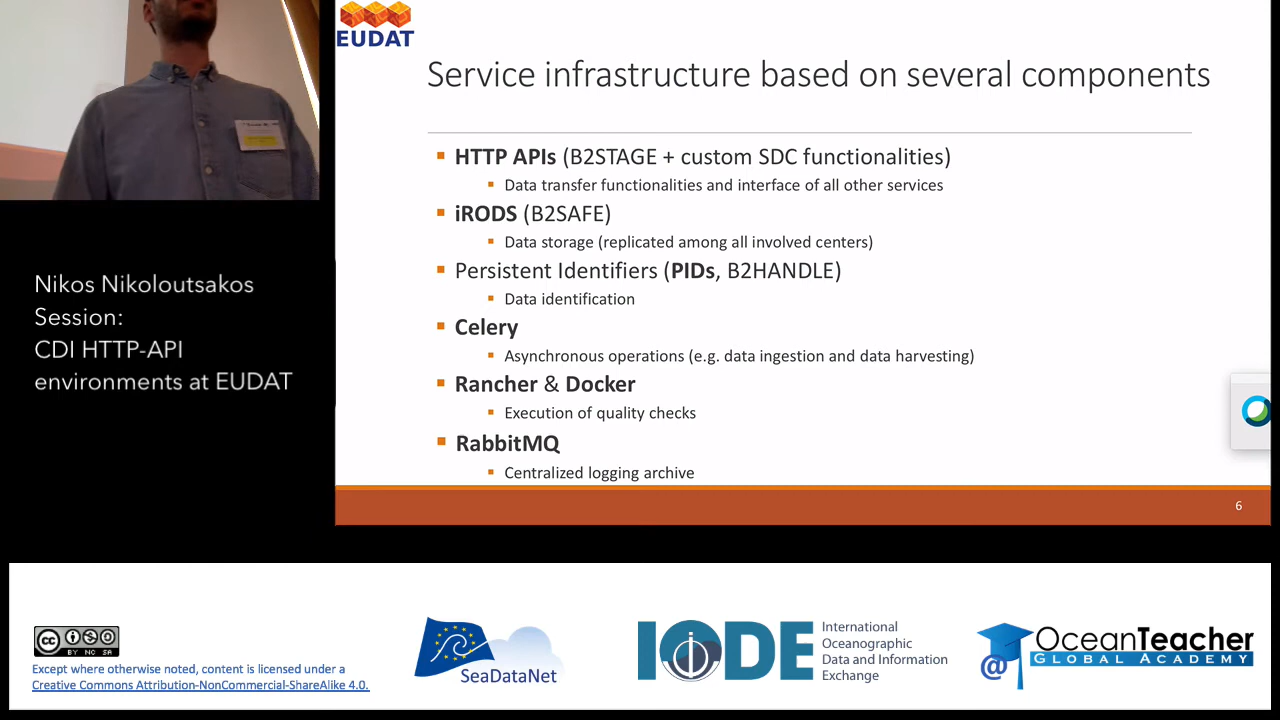 EUDAT
Service infrastructure based on several components
HTTP APIs (B2STAGE + custom SDC functionalities)
Data transfer functionalities and interface of all other services
iRODS (B2SAFE)
Data storage (replicated among all involved centers)
Persistent Identifiers (PIDs, B2HANDLE)
Data identification
Celery
Asynchronous operations (e.g. data ingestion and data harvesting)
Rancher & Docker
Execution of quality checks
RabbitMQ
Centralized logging archive
6
Nikos Nikoloutsakos
Session:
CDI HTTP-API
environments at EUDAT
cc
BY NC SA
Except where otherwise noted, content is licensed under a
Creative Commons Attribution-NonCommercial-ShareAlike 4.0.
SeaDataNet
IODE
International
Oceanographic
Data and Information
Exchange
@
OceanTeacher
GLOBAL ACADEMY